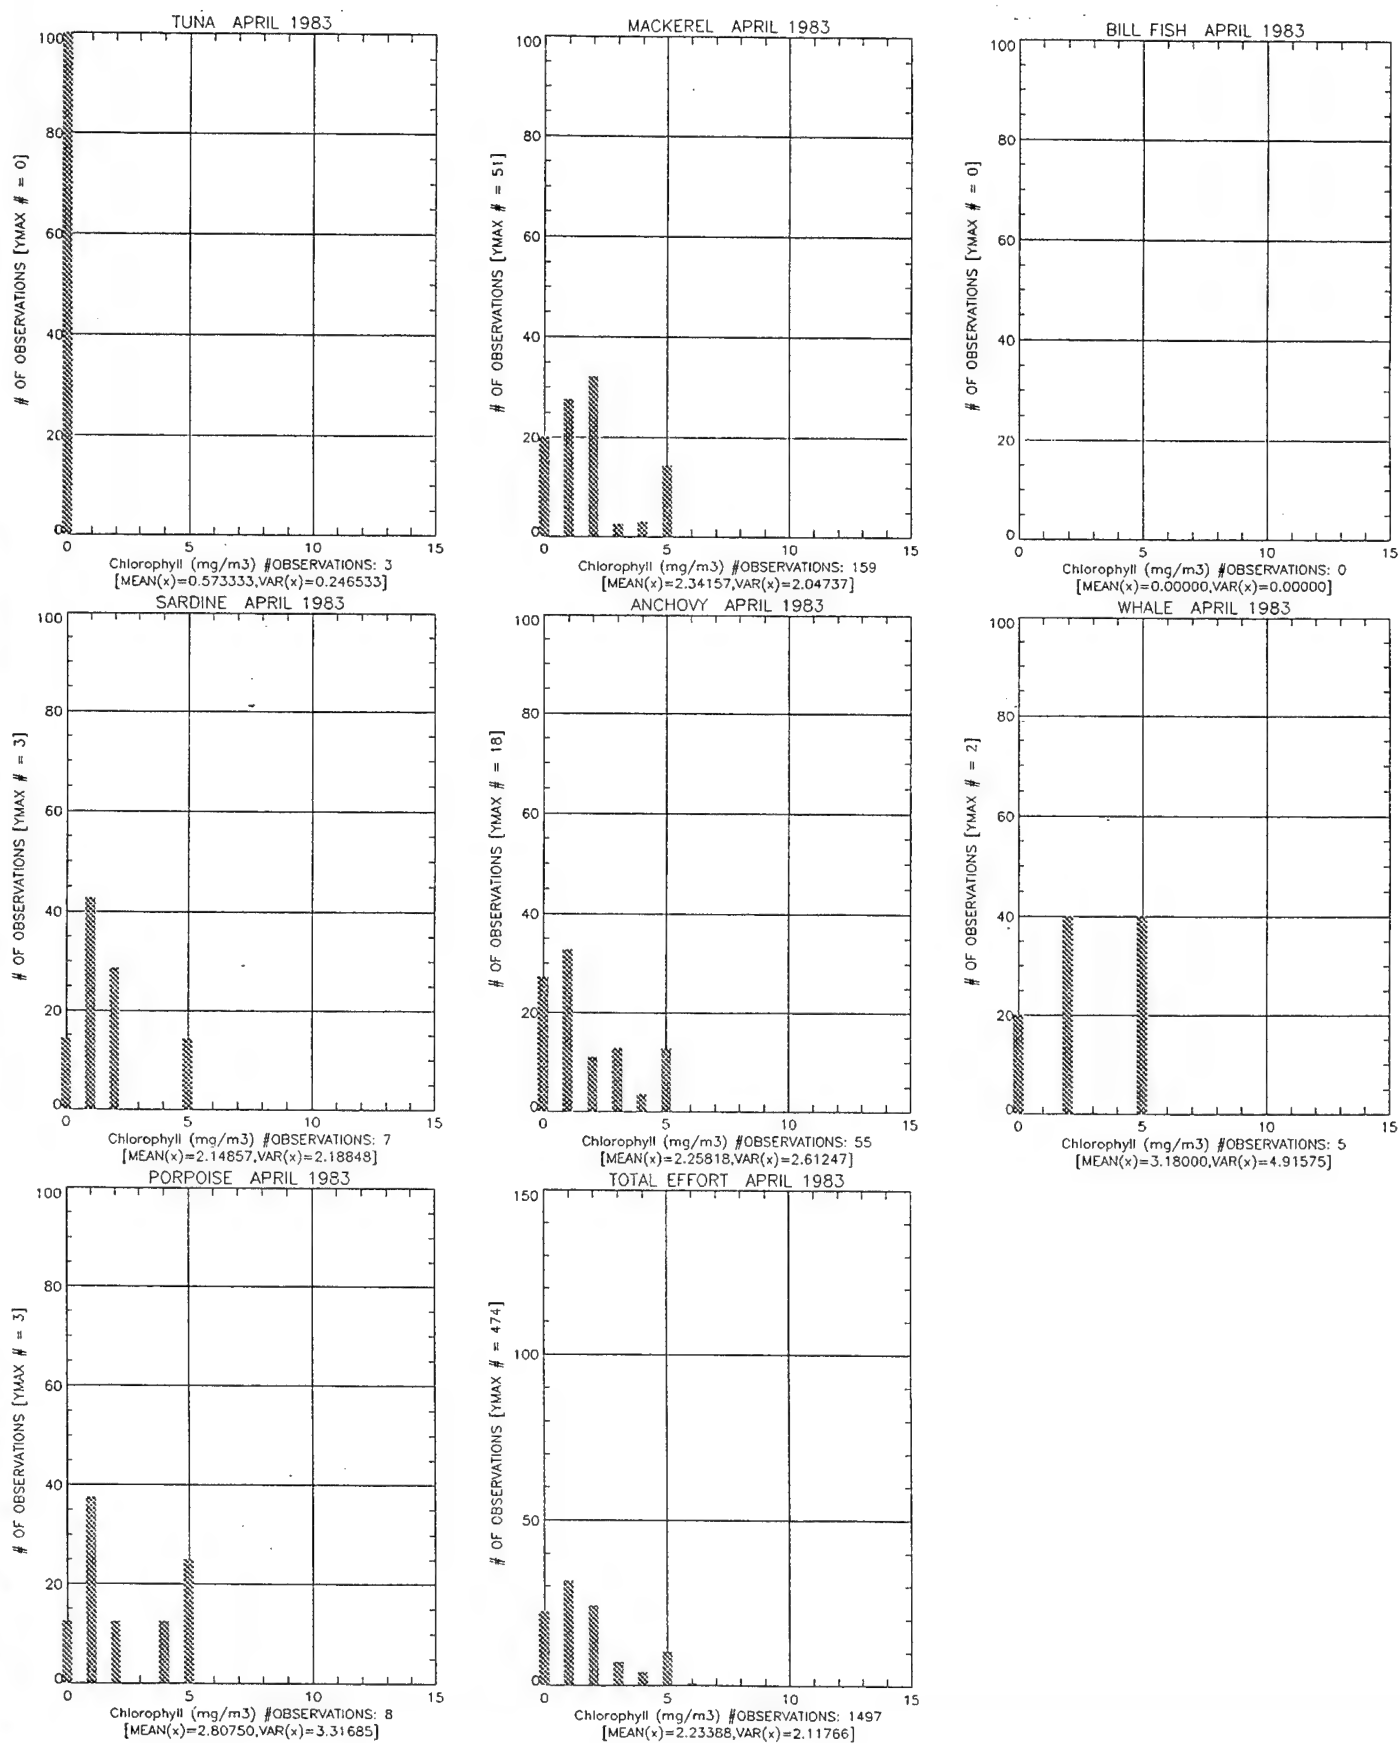 TUNA APRIL 1983
# OF OBSERVATIONS [YMAX # = 0]
100
80
60
40
20
0
0 5 10 15
Chlorophyll (mg/m3) #OBSERVATIONS: 3
[MEAN(x)=0.573333,VAR(x)=0.246533]
MACKEREL APRIL 1983
# OF OBSERVATIONS [YMAX # = 51]
100
80
60
40
20
0
0 5 10 15
Chlorophyll (mg/m3) #OBSERVATIONS: 159
[MEAN(x)=2.34157,VAR(x)=2.04737]
BILL FISH APRIL 1983
# OF OBSERVATIONS [YMAX # = 0]
100
80
60
40
20
0
0 5 10 15
Chlorophyll (mg/m3) #OBSERVATIONS: 0
[MEAN(x)=0.00000,VAR(x)=0.00000]
SARDINE APRIL 1983
# OF OBSERVATIONS [YMAX # = 3]
100
80
60
40
20
0
0 5 10 15
Chlorophyll (mg/m3) #OBSERVATIONS: 7
[MEAN(x)=2.14857,VAR(x)=2.18848]
ANCHOVY APRIL 1983
# OF OBSERVATIONS [YMAX # = 18]
100
80
60
40
20
0
0 5 10 15
Chlorophyll (mg/m3) #OBSERVATIONS: 55
[MEAN(x)=2.25818,VAR(x)=2.61247]
WHALE APRIL 1983
# OF OBSERVATIONS [YMAX # = 2]
100
80
60
40
20
0
0 5 10 15
Chlorophyll (mg/m3) #OBSERVATIONS: 5
[MEAN(x)=3.18000,VAR(x)=4.91575]
PORPOISE APRIL 1983
# OF OBSERVATIONS [YMAX # = 3]
100
80
60
40
20
0
0 5 10 15
Chlorophyll (mg/m3) #OBSERVATIONS: 8
[MEAN(x)=2.80750,VAR(x)=3.31685]
TOTAL EFFORT APRIL 1983
# OF OBSERVATIONS [YMAX # = 474]
150
100
50
0
0 5 10 15
Chlorophyll (mg/m3) #OBSERVATIONS: 1497
[MEAN(x)=2.23388,VAR(x)=2.11766]